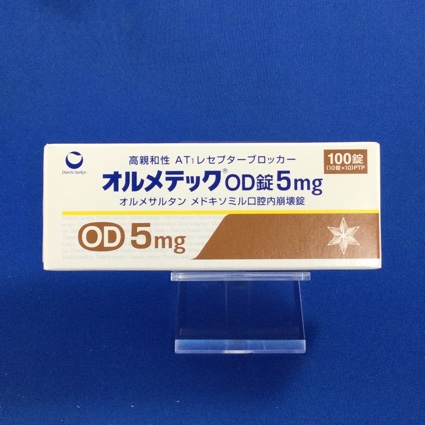 Daiichi-Sankyo
高親和性 AT₁レセプターブロッカー
100錠
(10錠×10)PTP
オルメテック®OD錠5mg
オルメサルタン メドキソミル口腔内崩壊錠
OD 5mg